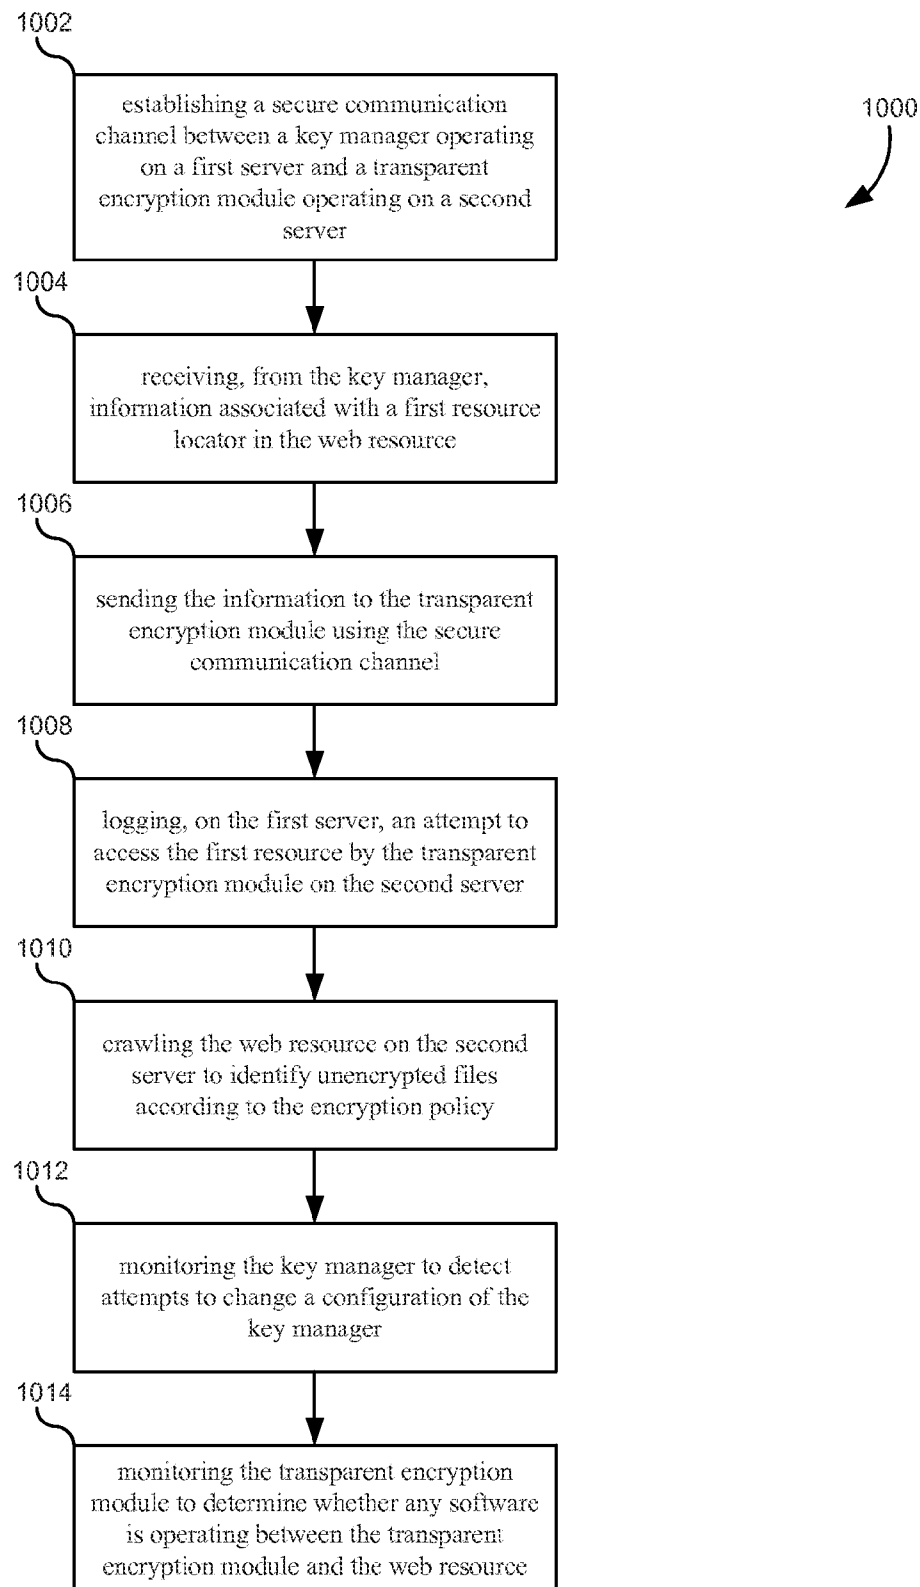 1002
establishing a secure communication
channel between a key manager operating
on a first server and a transparent
encryption module operating on a second
server
1000
1004
receiving, from the key manager,
information associated with a first resource
locator in the web resource
1006
sending the information to the transparent
encryption module using the secure
communication channel
1008
logging, on the first server, an attempt to
access the first resource by the transparent
encryption module on the second server
1010
crawling the web resource on the second
server to identify unencrypted files
according to the encryption policy
1012
monitoring the key manager to detect
attempts to change a configuration of the
key manager
1014
monitoring the transparent encryption
module to determine whether any software
is operating between the transparent
encryption module and the web resource